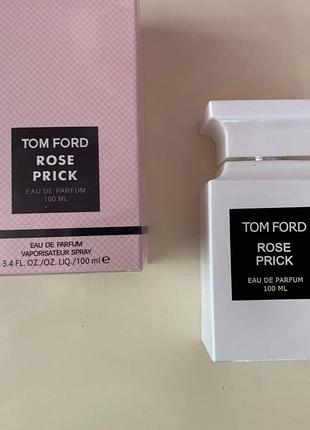 TOM FORD
ROSE
PRICK
EAU DE PARFUM
100 ML
EAU DE PARFUM
VAPORISATEUR SPRAY
3.4 FL. OZ./OZ. LIQ./100 ml ℮
TOM FORD
ROSE
PRICK
EAU DE PARFUM
100 ML